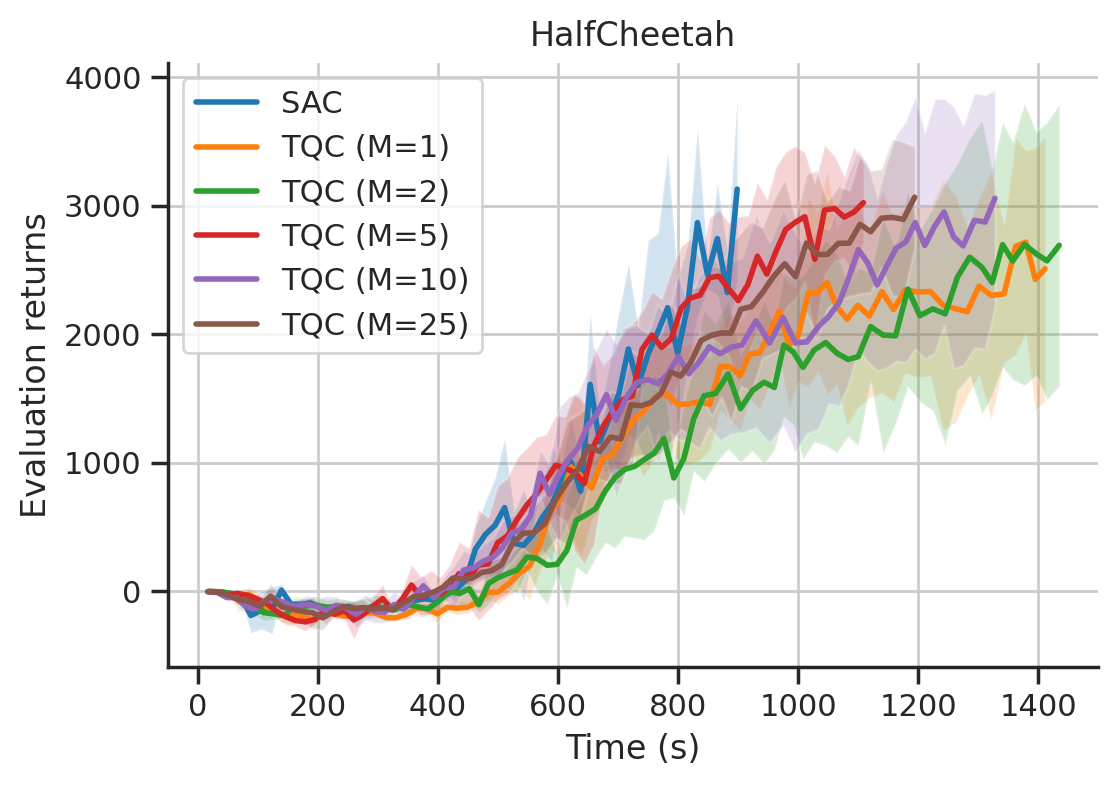 HalfCheetah
4000
3000
2000
1000
0
Evaluation returns
SAC
TQC (M=1)
TQC (M=2)
TQC (M=5)
TQC (M=10)
TQC (M=25)
0 200 400 600 800 1000 1200 1400
Time (s)